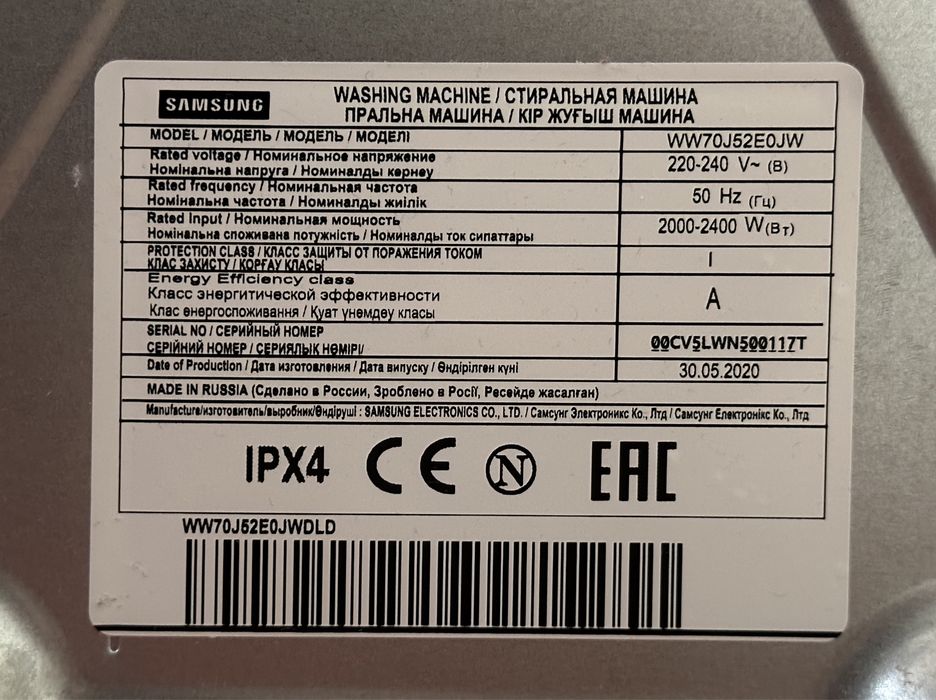 SAMSUNG
WASHING MACHINE / СТИРАЛЬНАЯ МАШИНА
ПРАЛЬНА МАШИНА / КІР ЖУҒЫШ МАШИНА
MODEL / МОДЕЛЬ / МОДЕЛЬ / МОДЕЛІ WW70J52E0JW
Rated voltage / Номинальное напряжение
Номінальна напруга / Номиналды кернеу 220-240 V~ (В)
Rated frequency / Номинальная частота
Номінальна частота / Номиналды жиілік 50 Hz (Гц)
Rated Input / Номинальная мощность
Номінальна споживана потужність / Номиналды ток сипаттары 2000-2400 W(Вт)
PROTECTION CLASS / КЛАСС ЗАЩИТЫ ОТ ПОРАЖЕНИЯ ТОКОМ
КЛАС ЗАХИСТУ / КОРҒАУ КЛАСЫ I
Energy Efficiency class
Класс энергитической эффективности
Клас енергоспоживання / Қуат үнемдеу класы A
SERIAL NO / СЕРИЙНЫЙ НОМЕР
СЕРІЙНИЙ НОМЕР / СЕРИЯЛЫК НӨМІРІ/ 00CV5LWN500117T
Date of Production / Дата изготовления / Дата випуску / Өндірілген күні 30.05.2020
MADE IN RUSSIA (Сделано в России, Зроблено в Росії, Ресейде жасалған)
Manufacture/изготовитель/выробник/Өндіруші : SAMSUNG ELECTRONICS CO., LTD. / Самсунг Электроникс Ко., Лтд / Самсунг Електронікс Ко., Лтд
IPX4 CE N EAC
WW70J52E0JWDLD